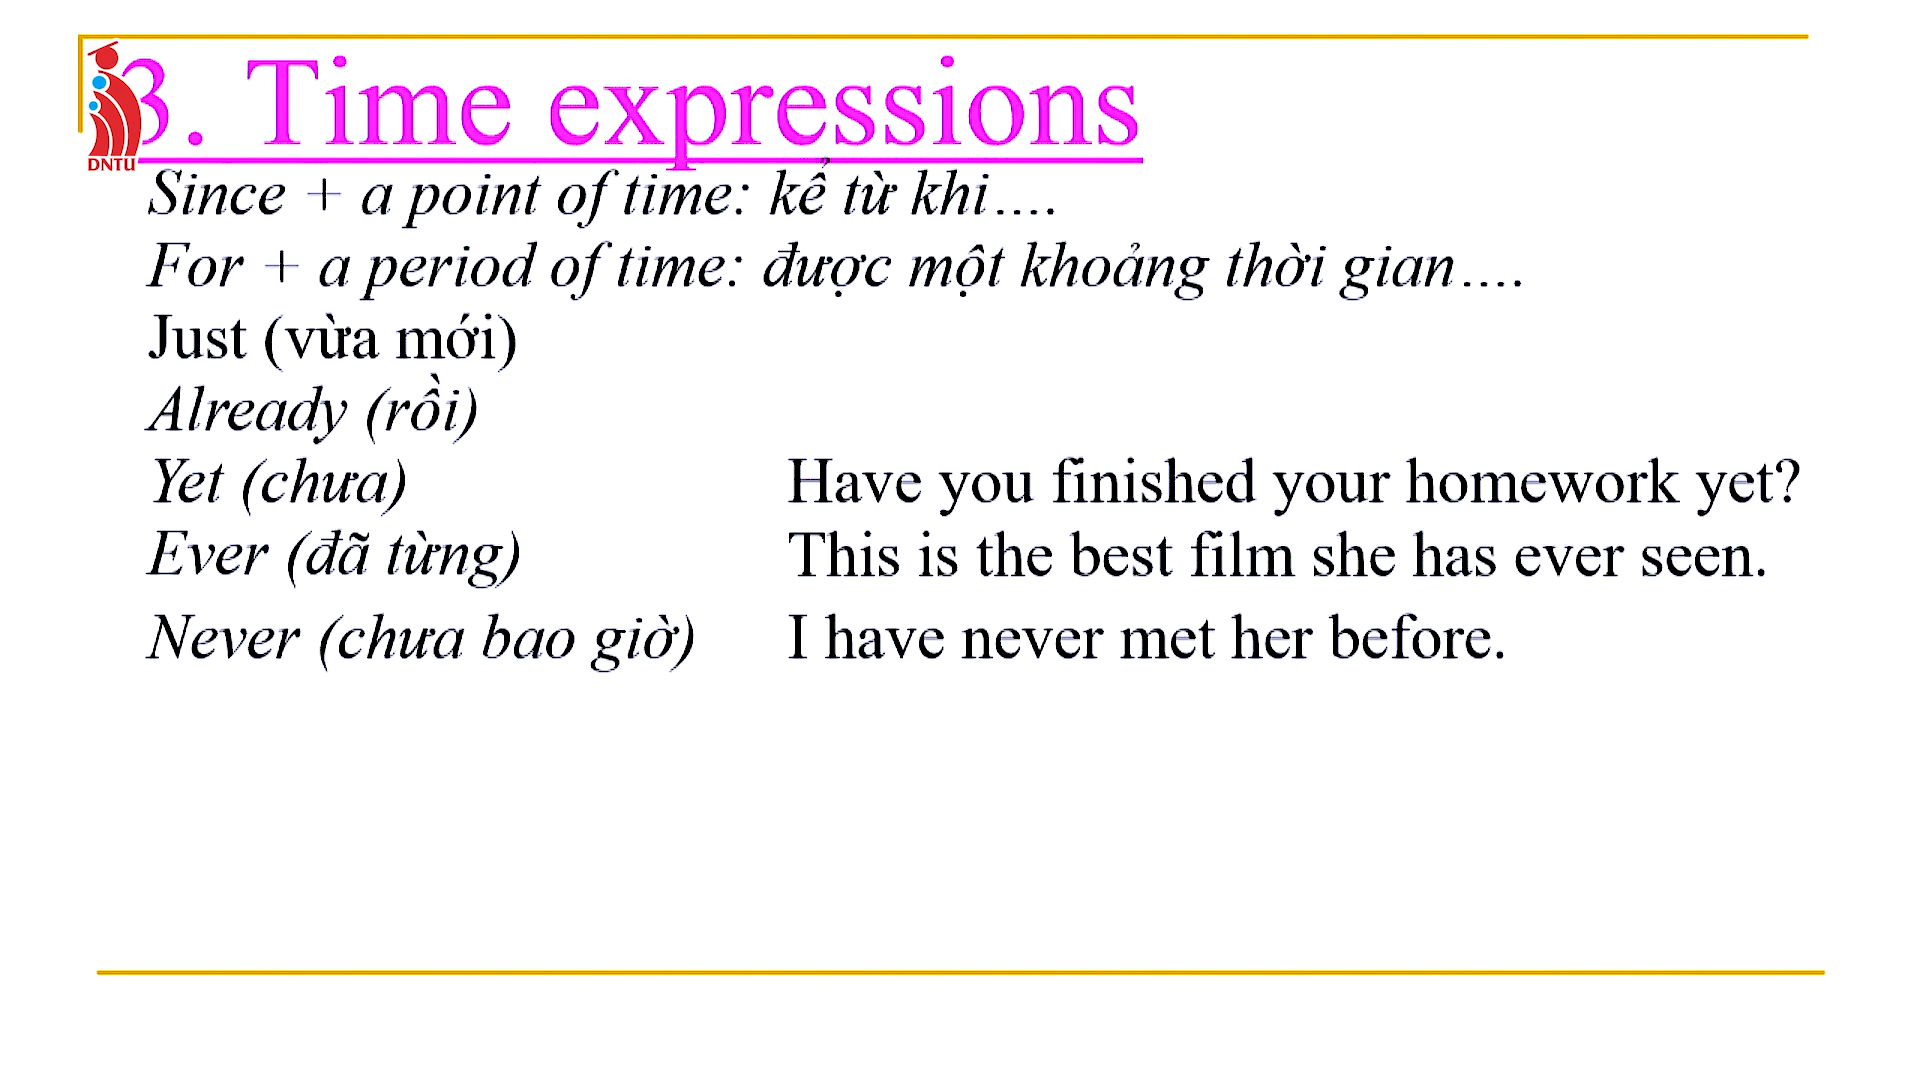 3. Time expressions
DNTU
Since + a point of time: kể từ khi….
For + a period of time: được một khoảng thời gian….
Just (vừa mới)
Already (rồi)
Yet (chưa) Have you finished your homework yet?
Ever (đã từng) This is the best film she has ever seen.
Never (chưa bao giờ) I have never met her before.